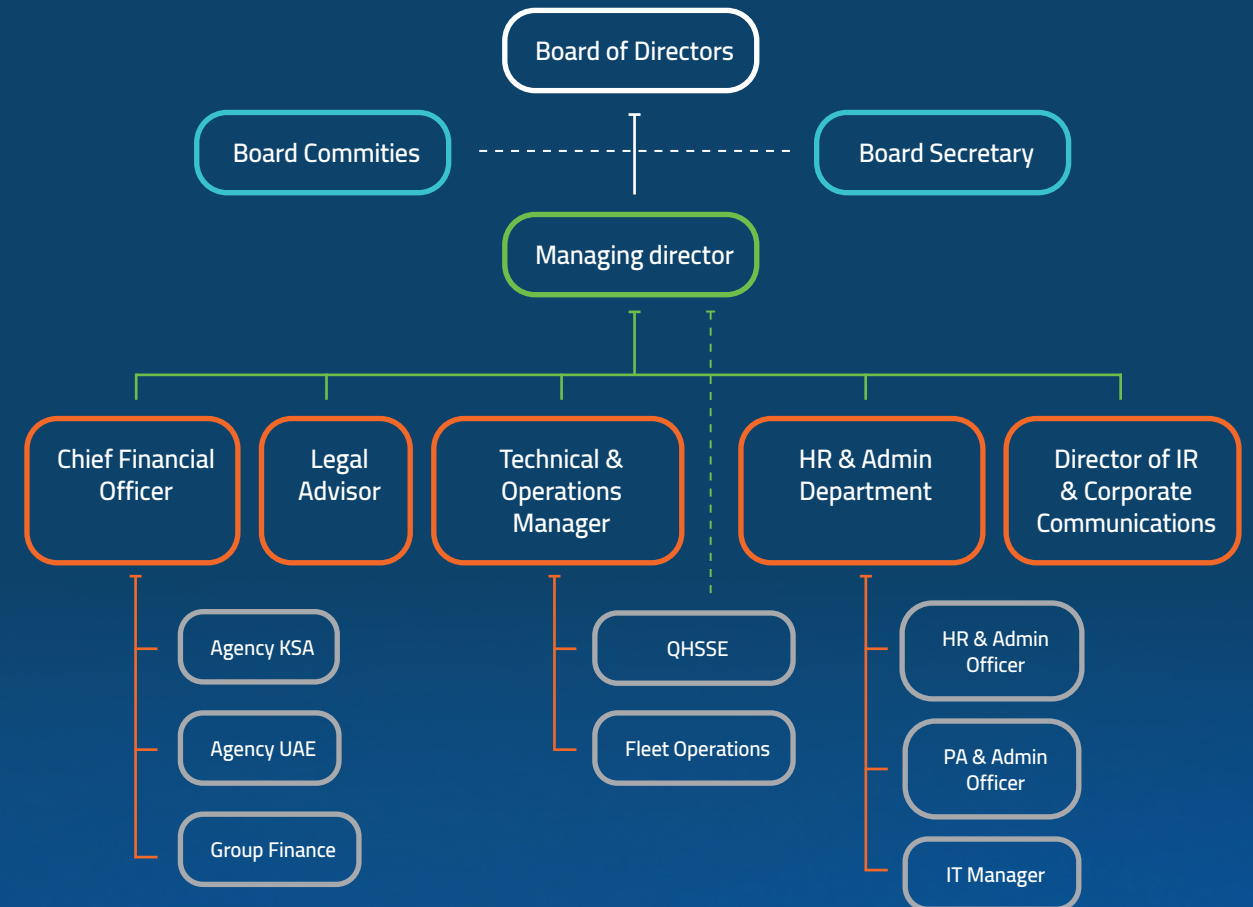 Board of Directors
Board Commities
Board Secretary
Managing director
Chief Financial
Officer
Legal
Advisor
Technical &
Operations
Manager
HR & Admin
Department
Director of IR
& Corporate
Communications
Agency KSA
Agency UAE
Group Finance
QHSSE
Fleet Operations
HR & Admin
Officer
PA & Admin
Officer
IT Manager